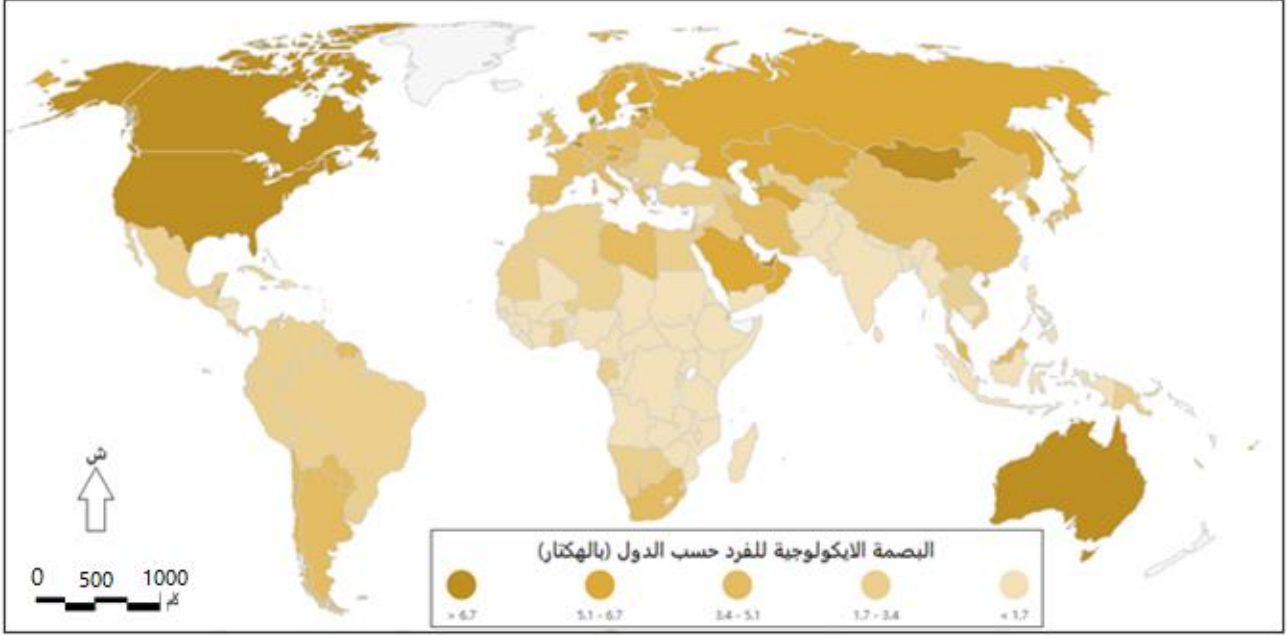 ش
0 500 1000
كلم
البصمة الايكولوجية للفرد حسب الدول (بالهكتار)
> 6.7 5.1 - 6.7 3.4 - 5.1 1.7 - 3.4 < 1.7